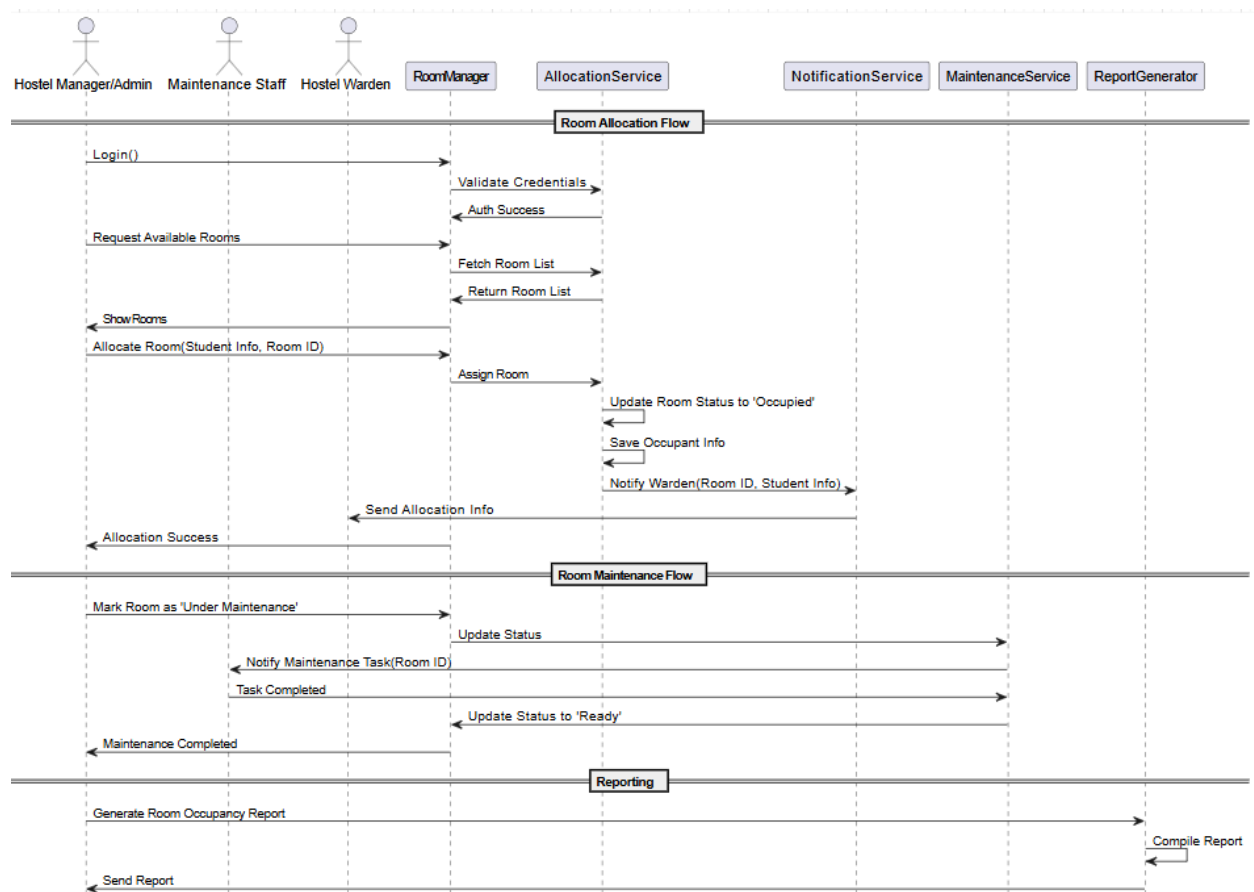 Hostel Manager/Admin
Maintenance Staff
Hostel Warden
RoomManager
AllocationService
NotificationService
MaintenanceService
ReportGenerator
Room Allocation Flow
Login()
Validate Credentials
Auth Success
Request Available Rooms
Fetch Room List
Return Room List
Show Rooms
Allocate Room(Student Info, Room ID)
Assign Room
Update Room Status to 'Occupied'
Save Occupant Info
Notify Warden(Room ID, Student Info)
Send Allocation Info
Allocation Success
Room Maintenance Flow
Mark Room as 'Under Maintenance'
Update Status
Notify Maintenance Task(Room ID)
Task Completed
Update Status to 'Ready'
Maintenance Completed
Reporting
Generate Room Occupancy Report
Compile Report
Send Report